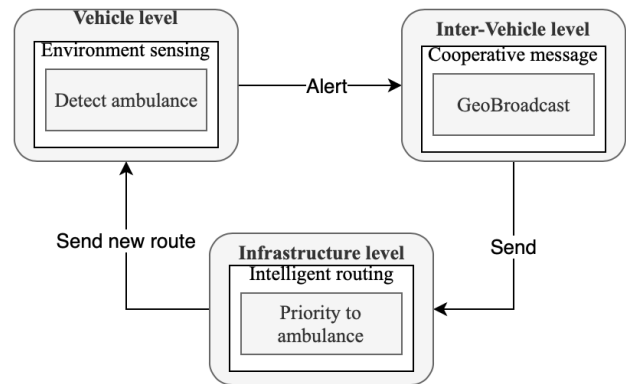 Vehicle level
Environment sensing
Detect ambulance
Alert
Inter-Vehicle level
Cooperative message
GeoBroadcast
Send new route
Send
Infrastructure level
Intelligent routing
Priority to
ambulance